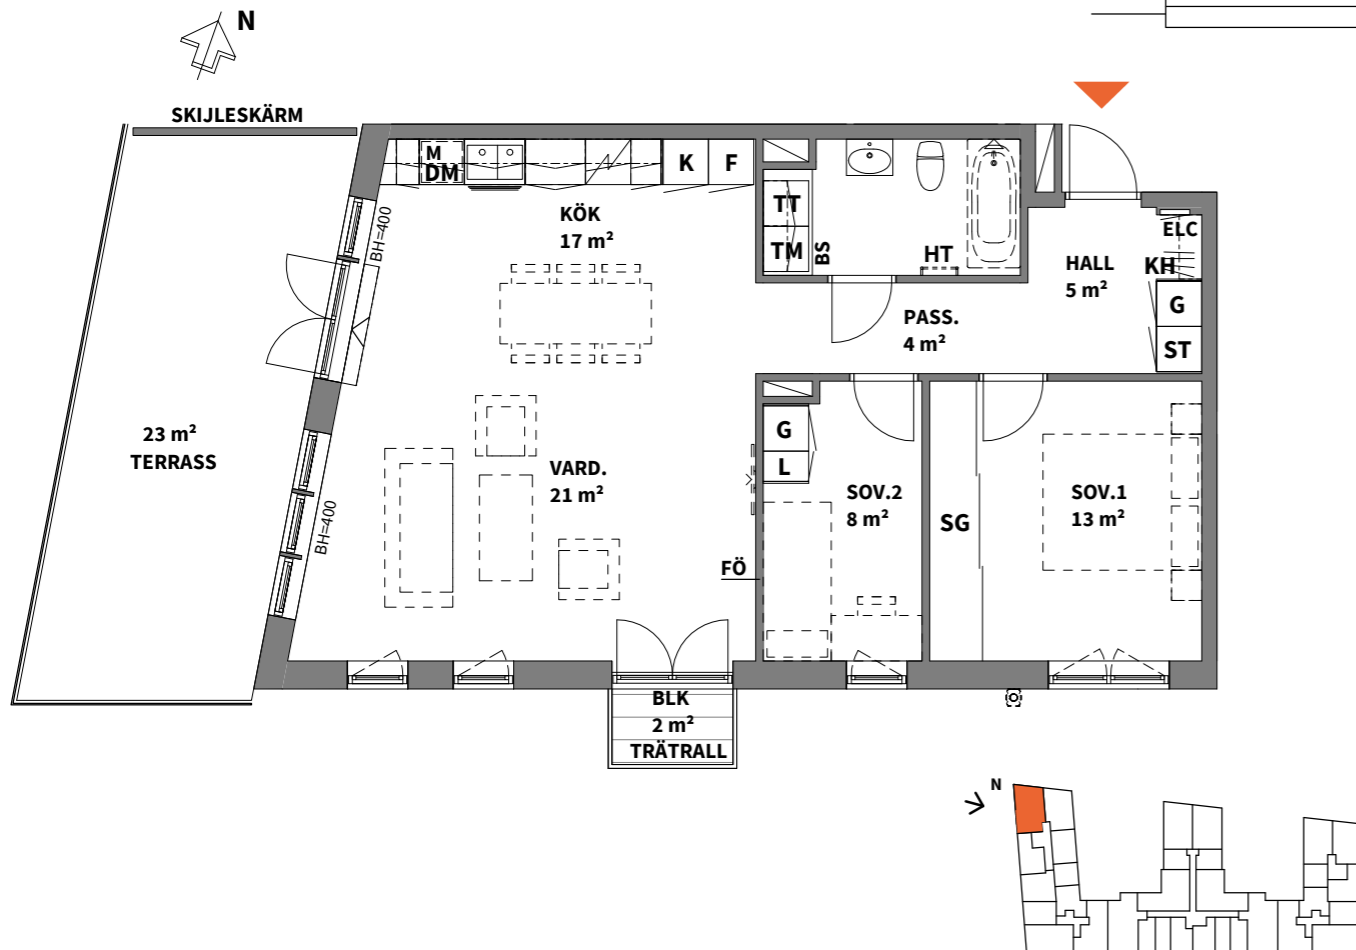 N
SKIJLESKÄRM
M
DM
K
F
TT
TM
BS
HT
ELC
KH
G
ST
BH=400
KÖK
17 m²
HALL
5 m²
PASS.
4 m²
23 m²
TERRASS
BH=400
VARD.
21 m²
G
L
SOV.2
8 m²
SG
SOV.1
13 m²
FÖ
BLK
2 m²
TRÄTRALL
N